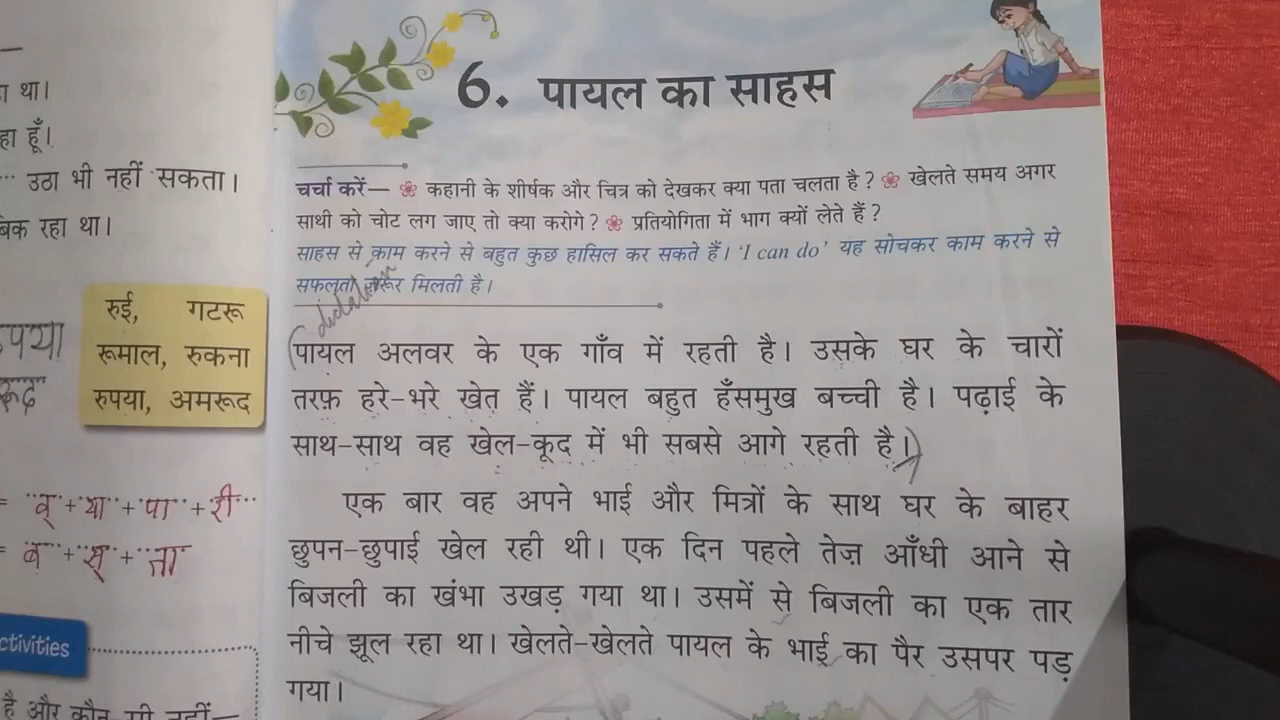 था।
हूँ।
उठा भी नहीं सकता।
रहा था।
रुई, गटरू
रूमाल, रुकना
रुपया, अमरूद
= व् + या + पा + री
= ब + स् + ता
ctivities
है और कौन-सी नहीं—
6. पायल का साहस
चर्चा करें— ❀ कहानी के शीर्षक और चित्र को देखकर क्या पता चलता है? ❀ खेलते समय अगर
साथी को चोट लग जाए तो क्या करोगे? ❀ प्रतियोगिता में भाग क्यों लेते हैं?
साहस से काम करने से बहुत कुछ हासिल कर सकते हैं। 'I can do' यह सोचकर काम करने से
सफलता ज़रूर मिलती है।
(पायल अलवर के एक गाँव में रहती है। उसके घर के चारों
तरफ़ हरे-भरे खेत हैं। पायल बहुत हँसमुख बच्ची है। पढ़ाई के
साथ-साथ वह खेल-कूद में भी सबसे आगे रहती है।)
एक बार वह अपने भाई और मित्रों के साथ घर के बाहर
छुपन-छुपाई खेल रही थी। एक दिन पहले तेज़ आँधी आने से
बिजली का खंभा उखड़ गया था। उसमें से बिजली का एक तार
नीचे झूल रहा था। खेलते-खेलते पायल के भाई का पैर उसपर पड़
गया।